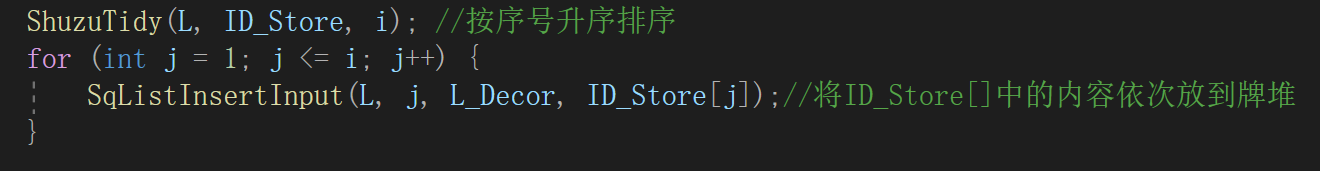 ShuzuTidy(L, ID_Store, i); //按序号升序排序
for (int j = 1; j <= i; j++) {
    SqListInsertInput(L, j, L_Decor, ID_Store[j]);//将ID_Store[]中的内容依次放到牌堆
}